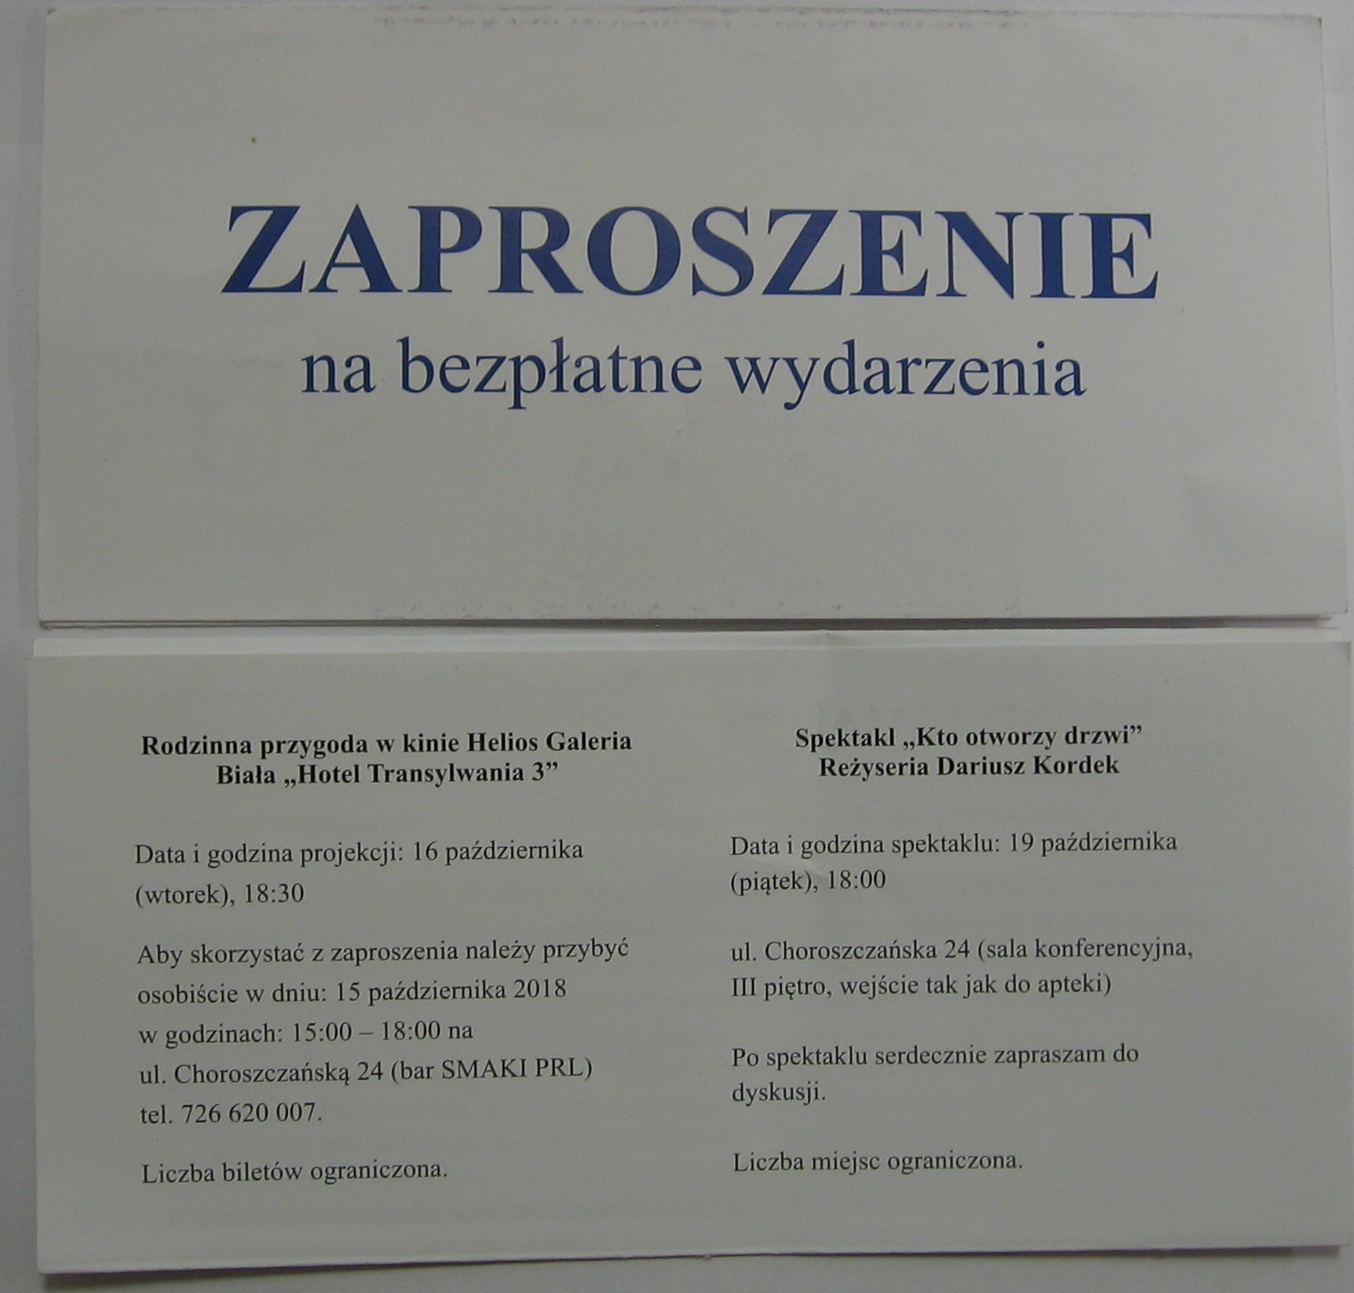 ZAPROSZENIE
na bezpłatne wydarzenia
Rodzinna przygoda w kinie Helios Galeria
Biała „Hotel Transylwania 3”
Data i godzina projekcji: 16 października
(wtorek), 18:30
Aby skorzystać z zaproszenia należy przybyć
osobiście w dniu: 15 października 2018
w godzinach: 15:00 – 18:00 na
ul. Choroszczańską 24 (bar SMAKI PRL)
tel. 726 620 007.
Liczba biletów ograniczona.
Spektakl „Kto otworzy drzwi”
Reżyseria Dariusz Kordek
Data i godzina spektaklu: 19 października
(piątek), 18:00
ul. Choroszczańska 24 (sala konferencyjna,
III piętro, wejście tak jak do apteki)
Po spektaklu serdecznie zapraszam do
dyskusji.
Liczba miejsc ograniczona.